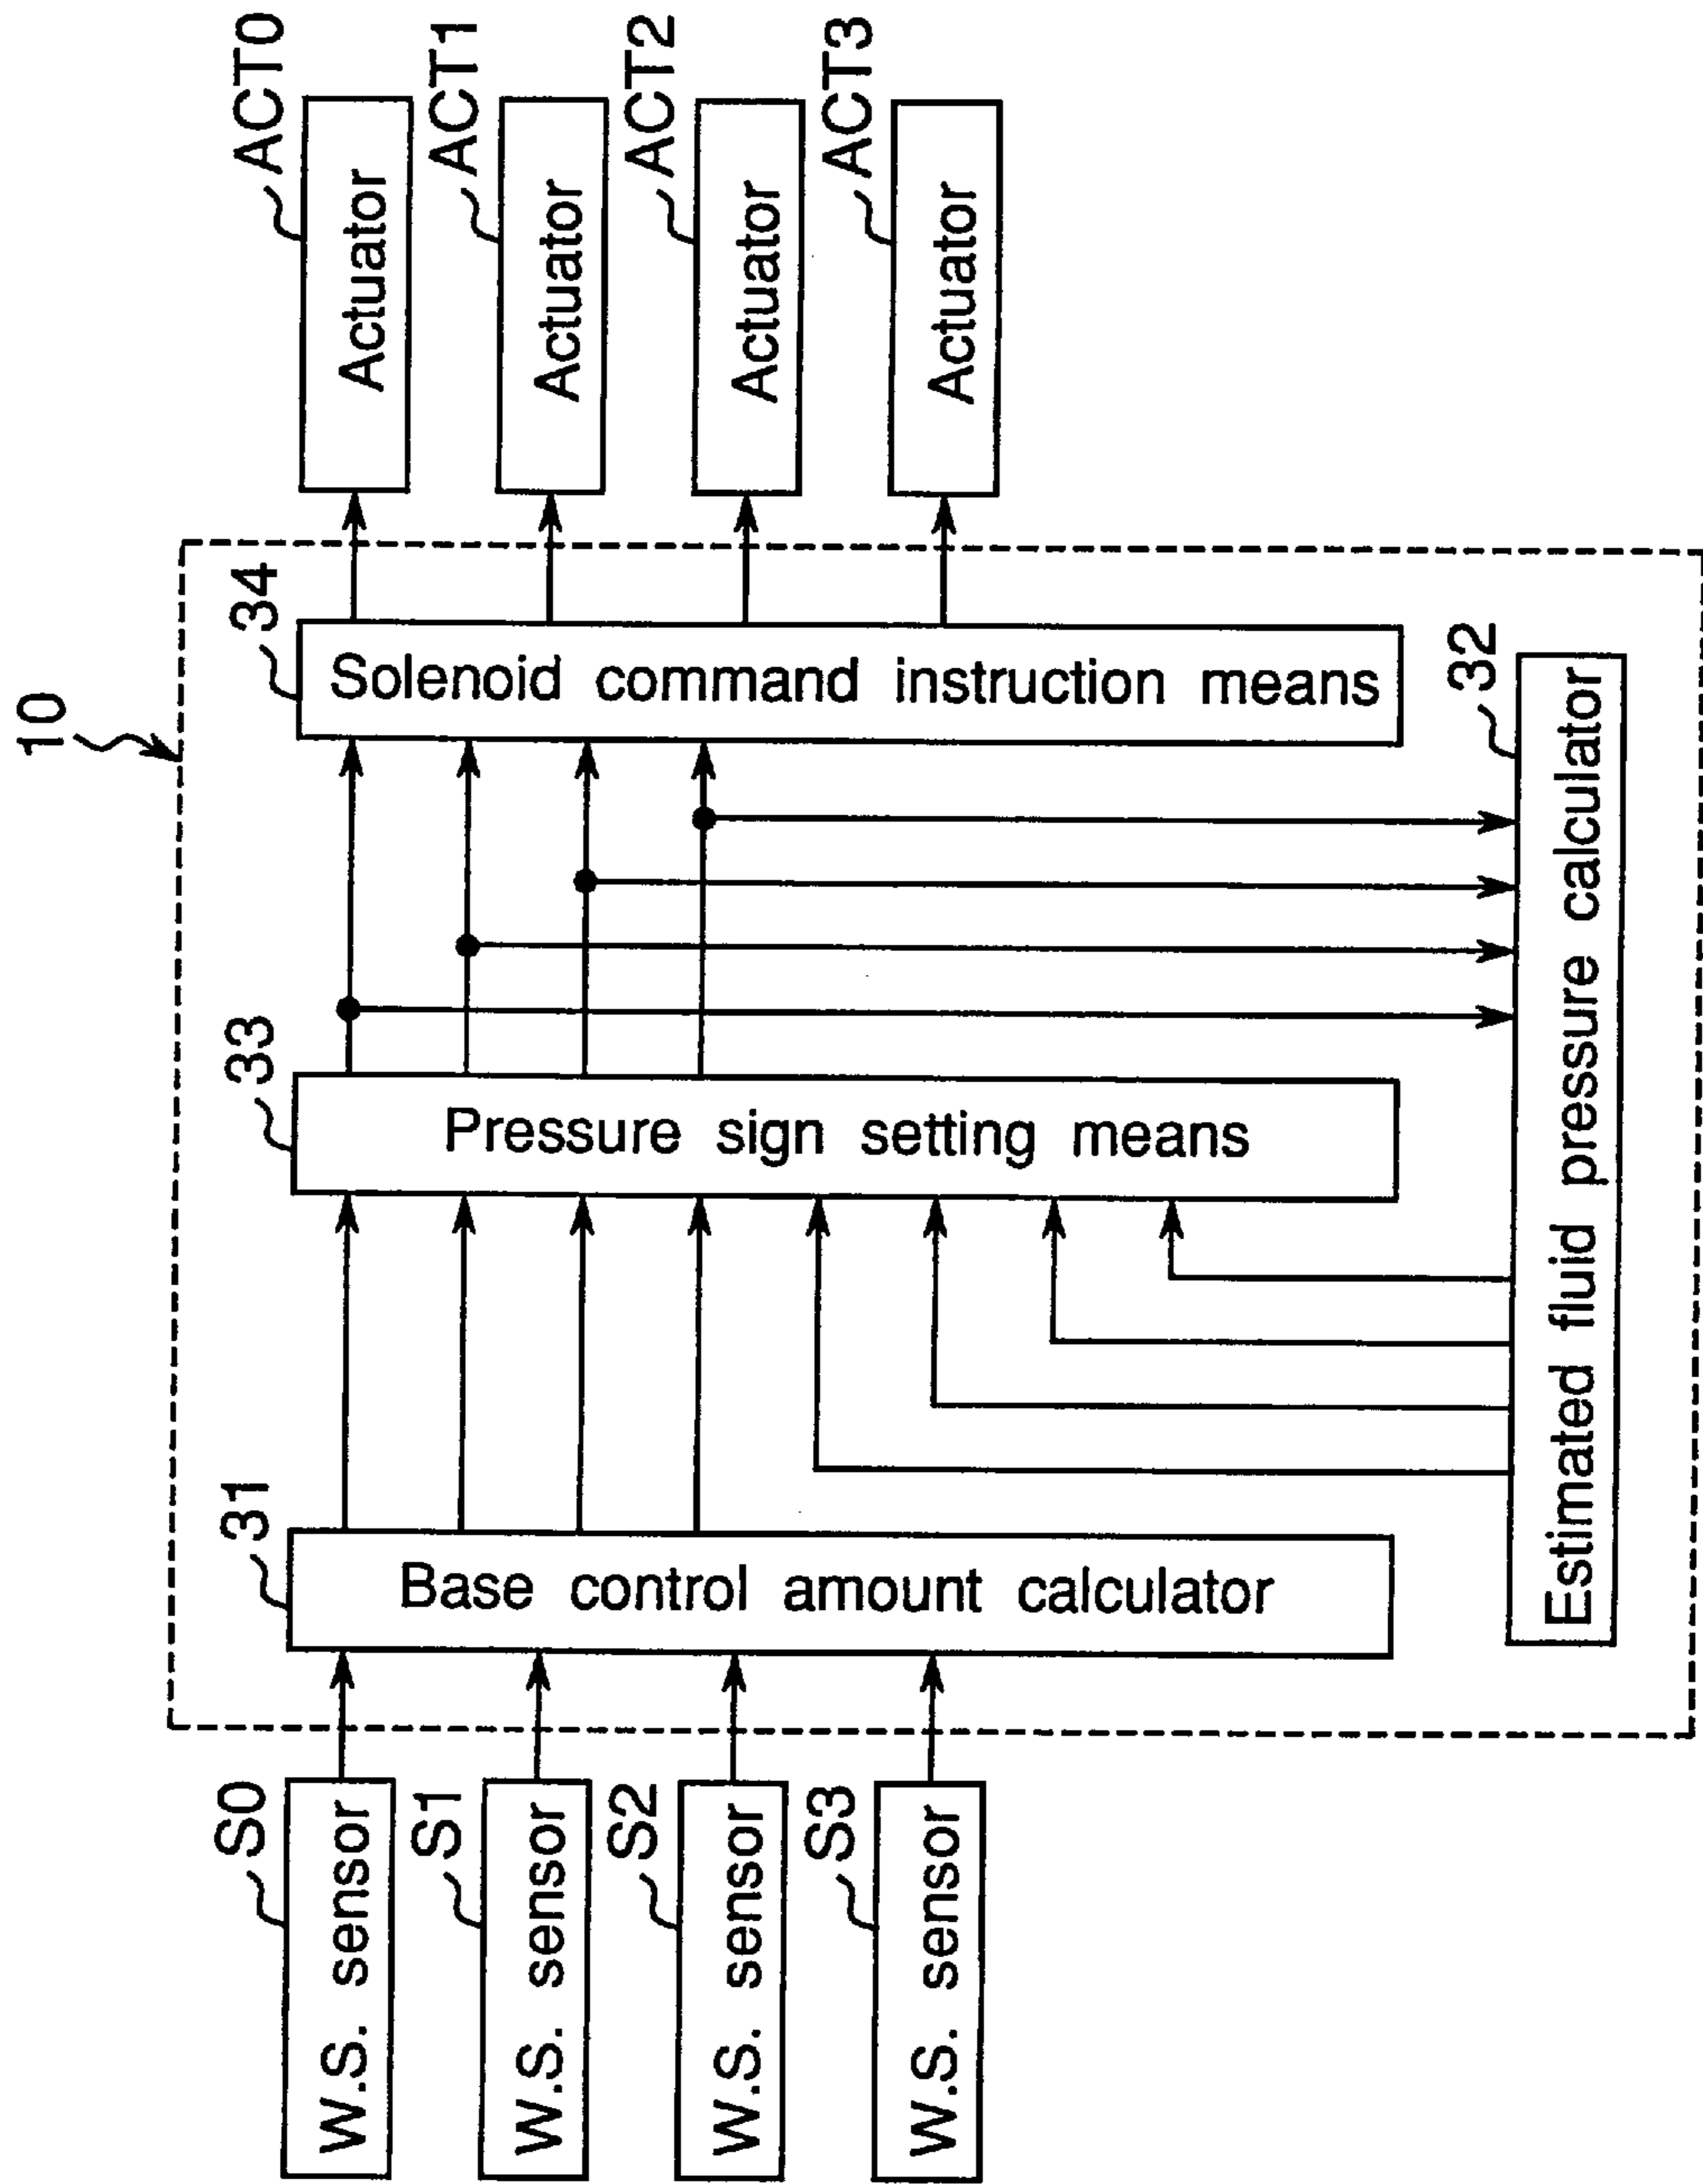 10
S0
W.S. sensor
S1
W.S. sensor
S2
W.S. sensor
S3
W.S. sensor
31
Base control amount calculator
33
Pressure sign setting means
34
Solenoid command instruction means
32
Estimated fluid pressure calculator
ACT0
Actuator
ACT1
Actuator
ACT2
Actuator
ACT3
Actuator